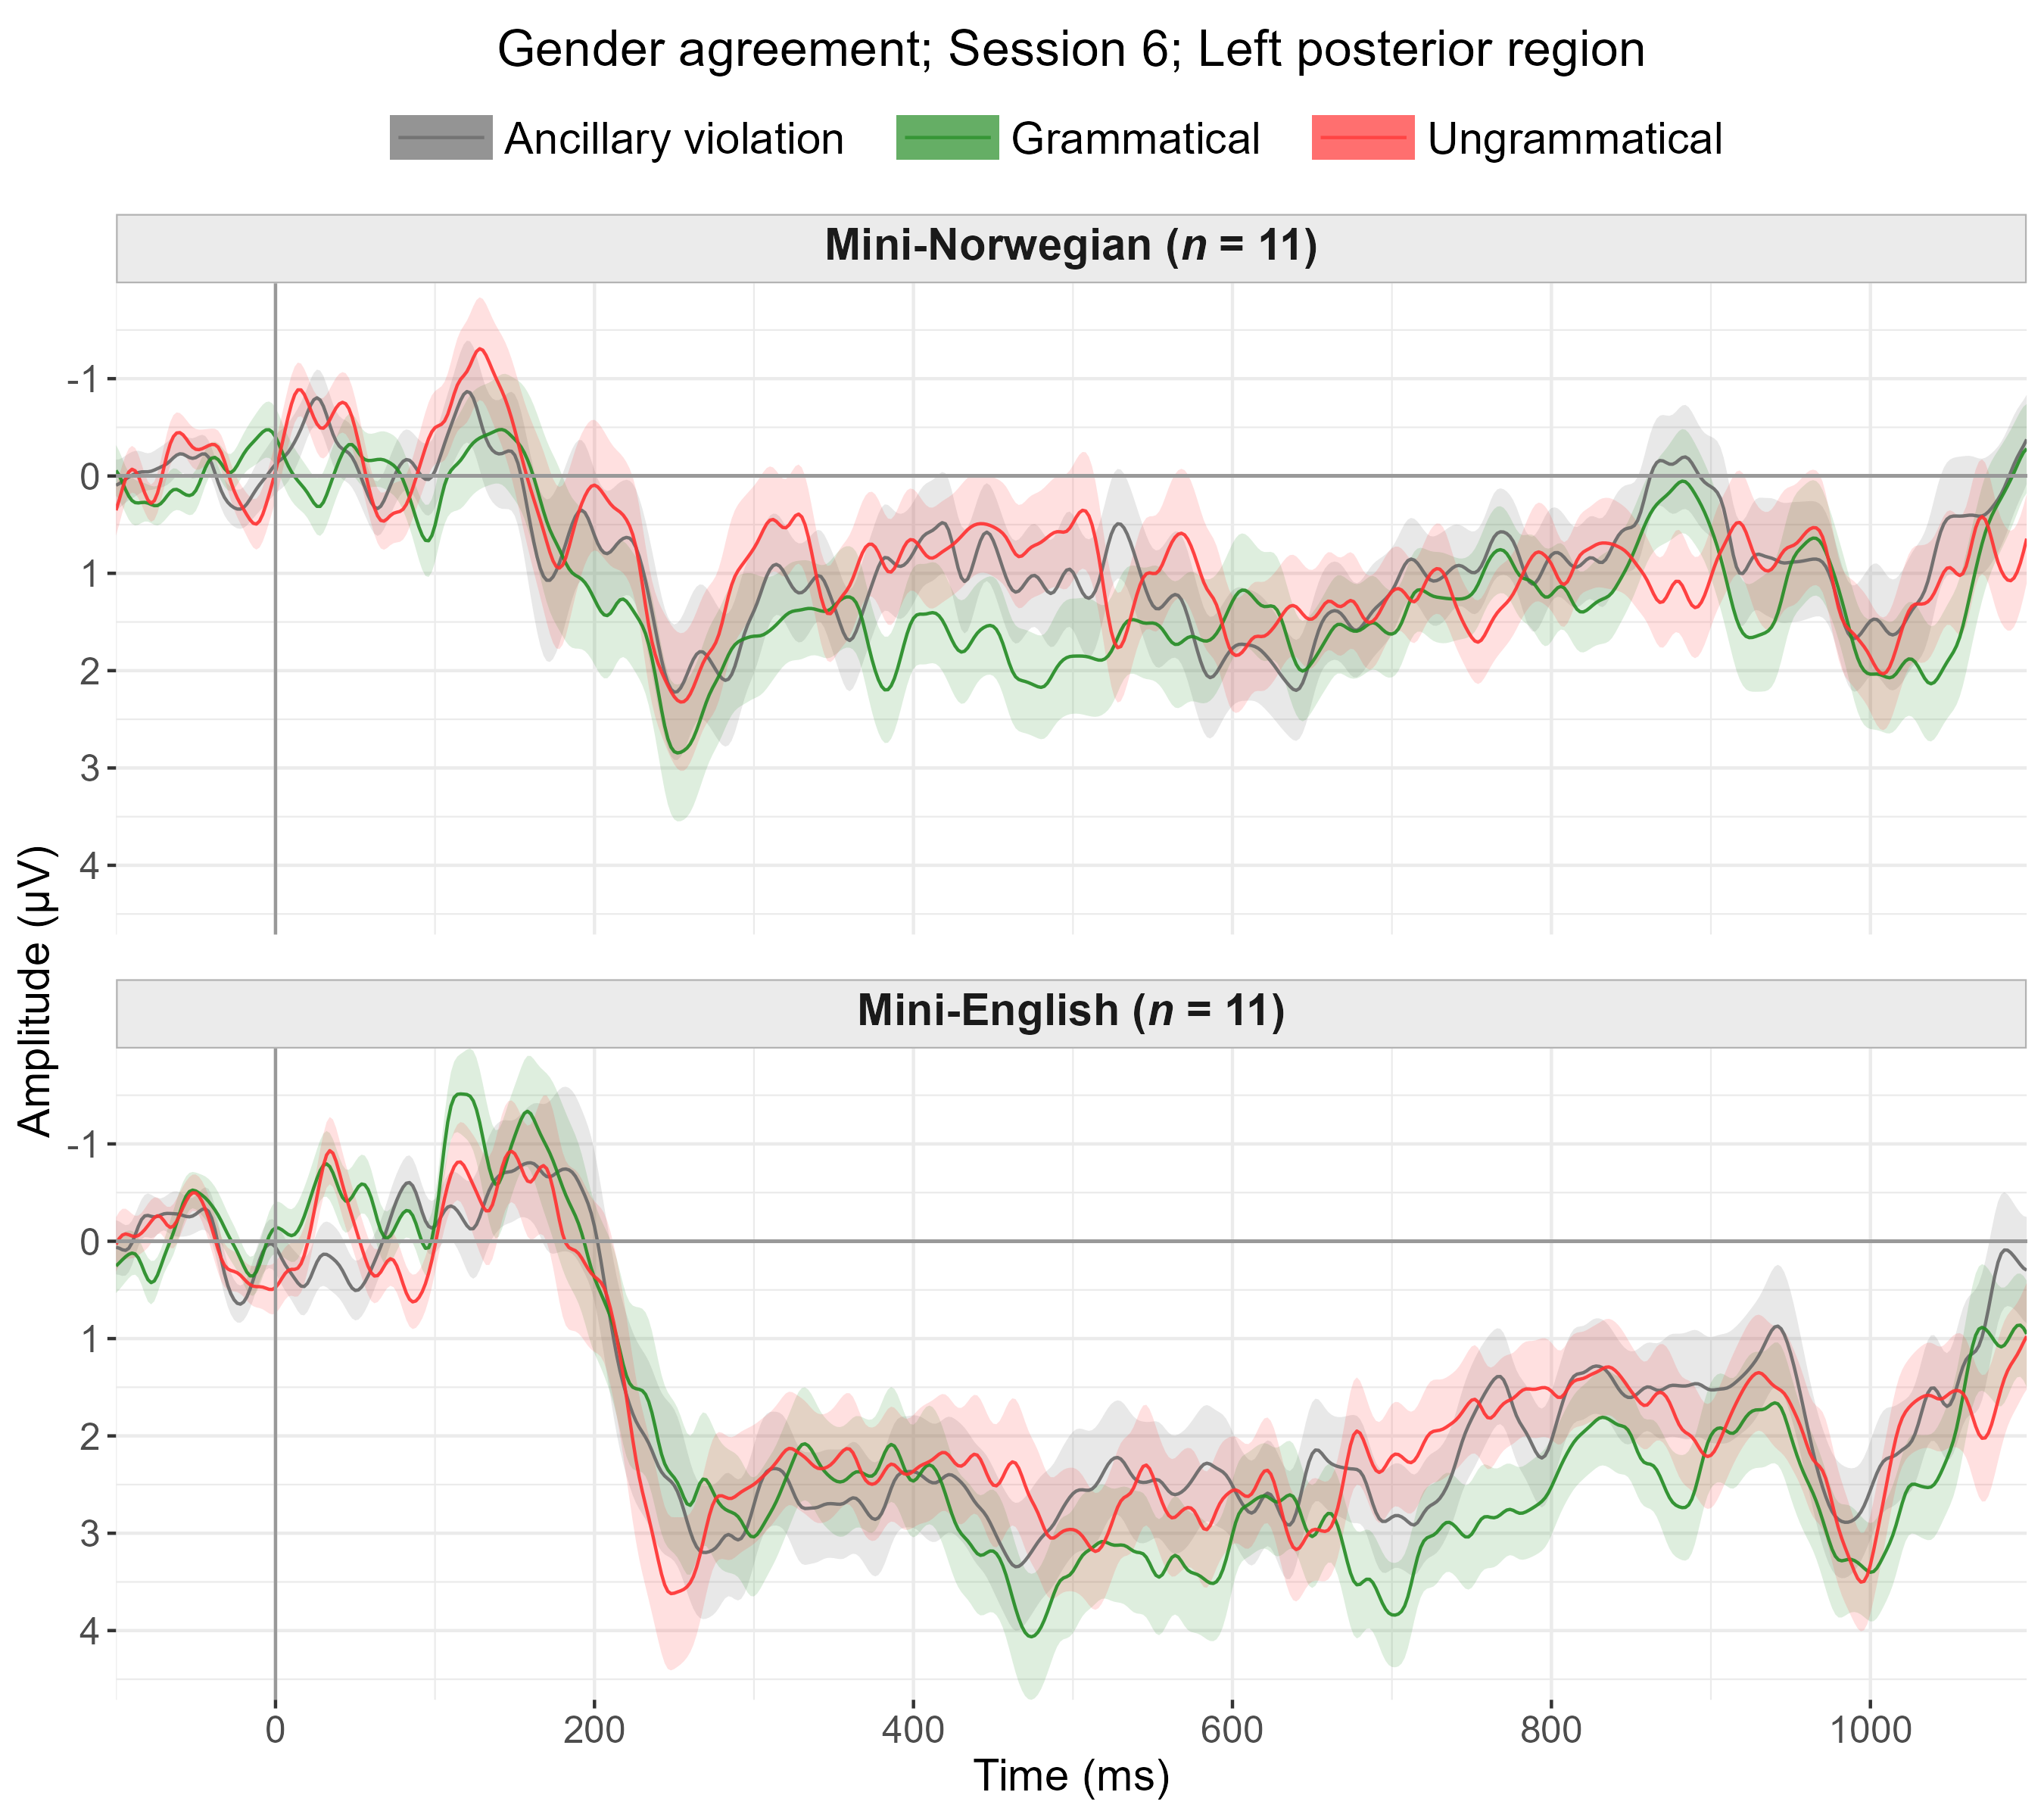 Gender agreement; Session 6; Left posterior region
Ancillary violation Grammatical Ungrammatical
Mini-Norwegian (n = 11)
-1
0
1
2
3
4
Amplitude (µV)
Mini-English (n = 11)
-1
0
1
2
3
4
0 200 400 600 800 1000
Time (ms)